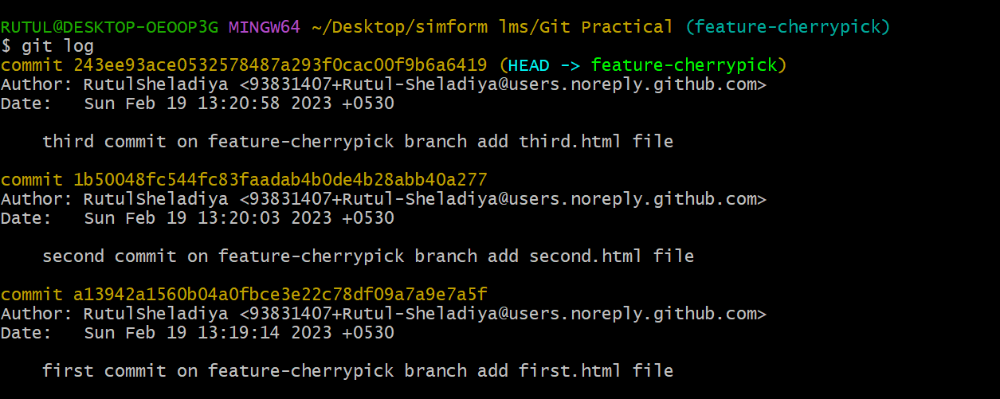 RUTUL@DESKTOP-OEOOP3G MINGW64 ~/Desktop/simform lms/Git Practical (feature-cherrypick)
$ git log
commit 243ee93ace0532578487a293f0cac00f9b6a6419 (HEAD -> feature-cherrypick)
Author: RutulSheladiya <93831407+Rutul-Sheladiya@users.noreply.github.com>
Date:   Sun Feb 19 13:20:58 2023 +0530
    third commit on feature-cherrypick branch add third.html file
commit 1b50048fc544fc83faadab4b0de4b28abb40a277
Author: RutulSheladiya <93831407+Rutul-Sheladiya@users.noreply.github.com>
Date:   Sun Feb 19 13:20:03 2023 +0530
    second commit on feature-cherrypick branch add second.html file
commit a13942a1560b04a0fbce3e22c78df09a7a9e7a5f
Author: RutulSheladiya <93831407+Rutul-Sheladiya@users.noreply.github.com>
Date:   Sun Feb 19 13:19:14 2023 +0530
    first commit on feature-cherrypick branch add first.html file